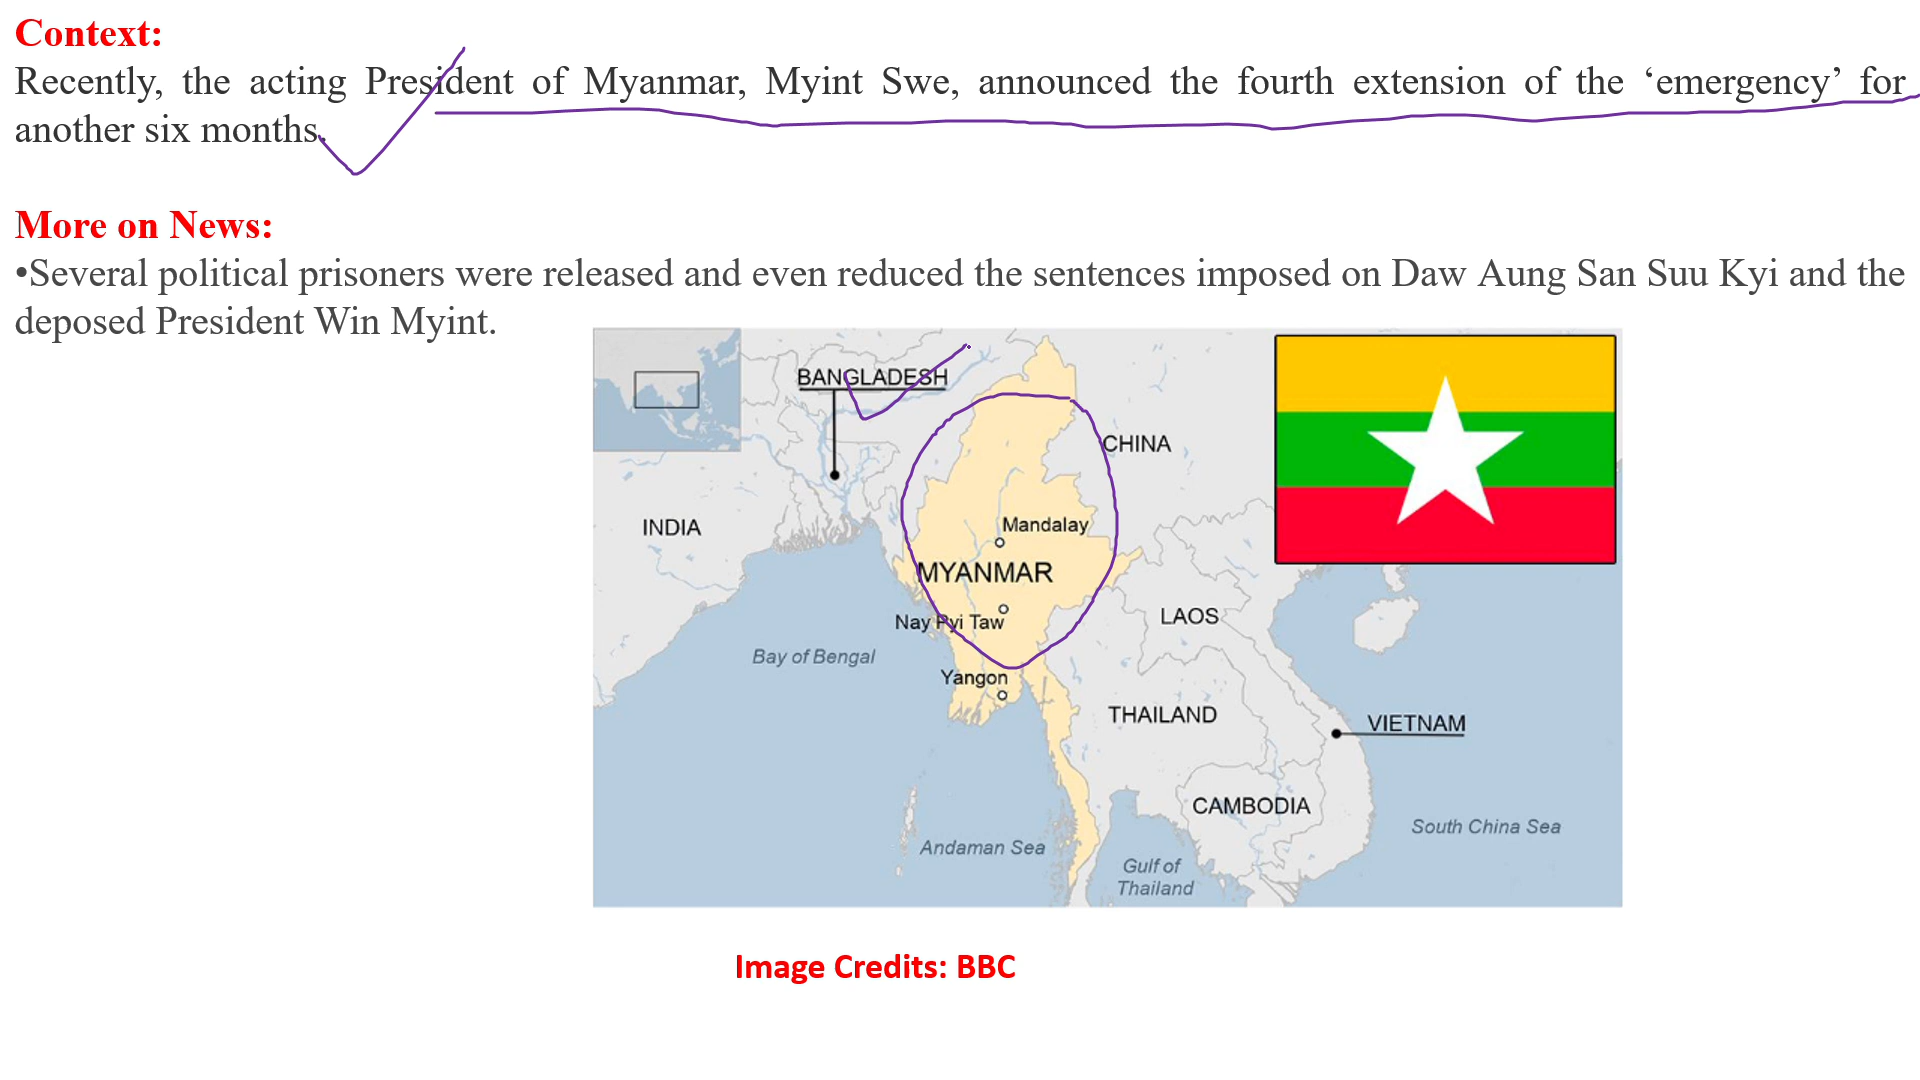 Context:
Recently, the acting President of Myanmar, Myint Swe, announced the fourth extension of the ‘emergency’ for
another six months.
More on News:
•Several political prisoners were released and even reduced the sentences imposed on Daw Aung San Suu Kyi and the
deposed President Win Myint.
BANGLADESH
CHINA
INDIA
Mandalay
MYANMAR
Nay Pyi Taw
LAOS
Bay of Bengal
Yangon
THAILAND
VIETNAM
CAMBODIA
South China Sea
Andaman Sea
Gulf of
Thailand
Image Credits: BBC